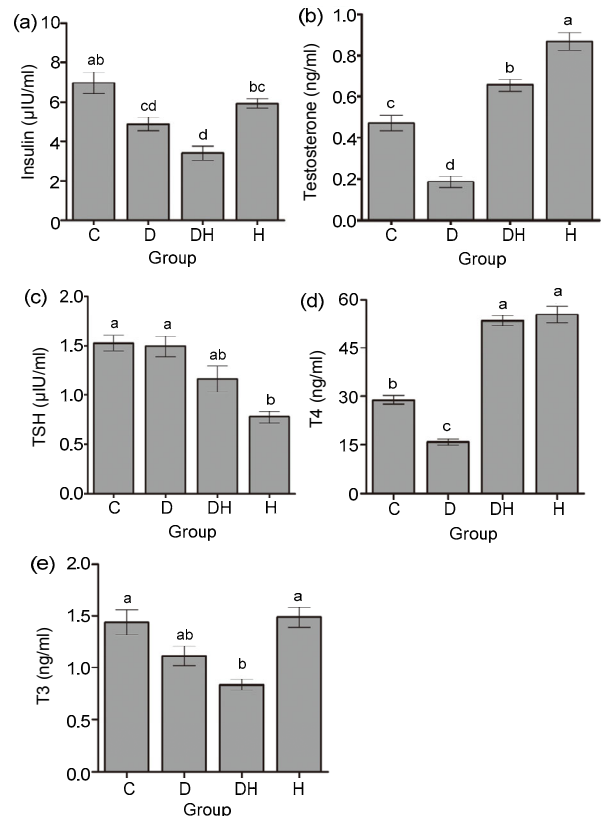 (a)
Insulin (µIU/ml)
10
8
6
4
2
0
ab
cd
d
bc
C D DH H
Group
(b)
Testosterone (ng/ml)
0.8
0.6
0.4
0.2
0.0
c
d
b
a
C D DH H
Group
(c)
TSH (µIU/ml)
2.0
1.5
1.0
0.5
0.0
a
a
ab
b
C D DH H
Group
(d)
T4 (ng/ml)
60
45
30
15
0
b
c
a
a
C D DH H
Group
(e)
T3 (ng/ml)
2.0
1.5
1.0
0.5
0.0
a
ab
b
a
C D DH H
Group